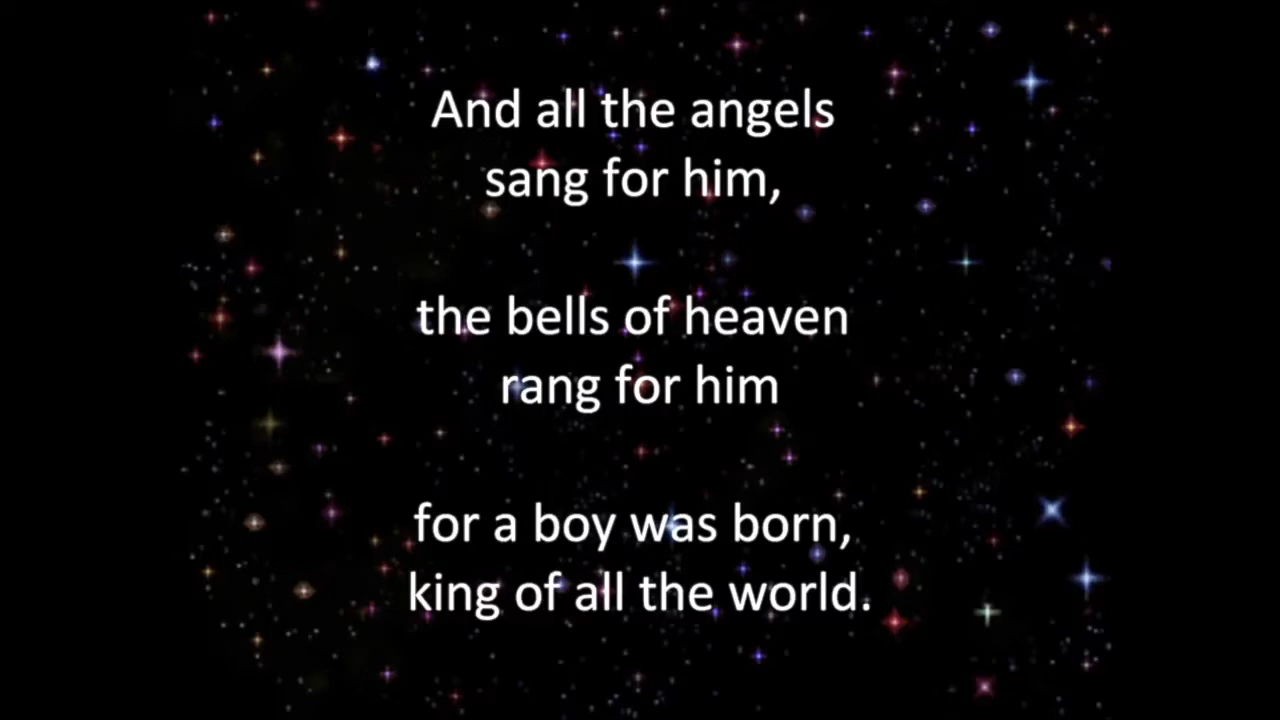 And all the angels
sang for him,
the bells of heaven
rang for him
for a boy was born,
king of all the world.